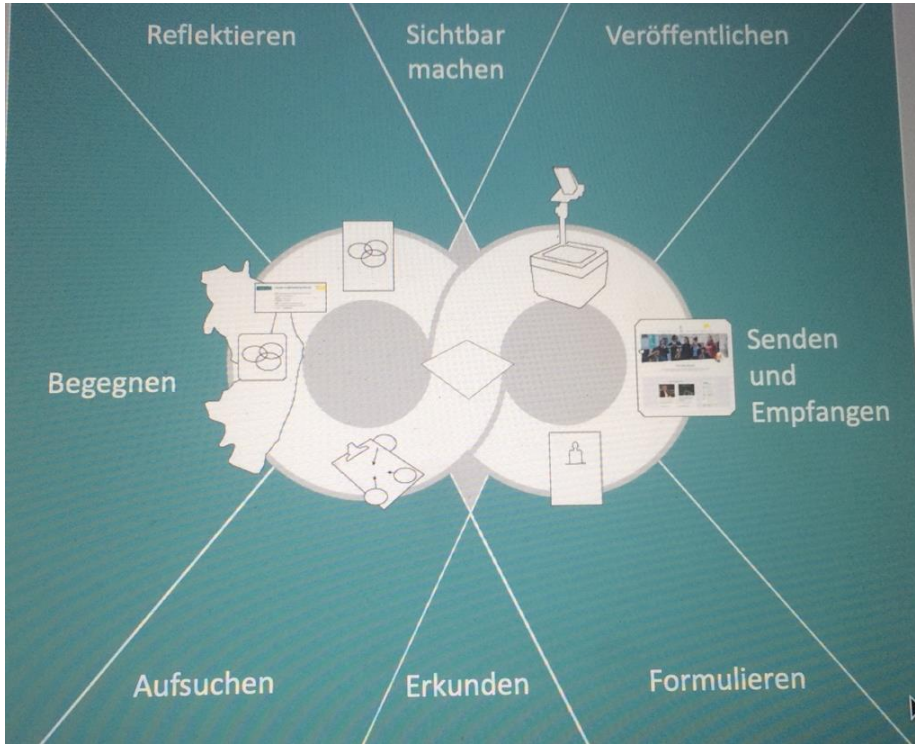 Reflektieren
Sichtbar
machen
Veröffentlichen
Begegnen
Senden
und
Empfangen
Aufsuchen
Erkunden
Formulieren